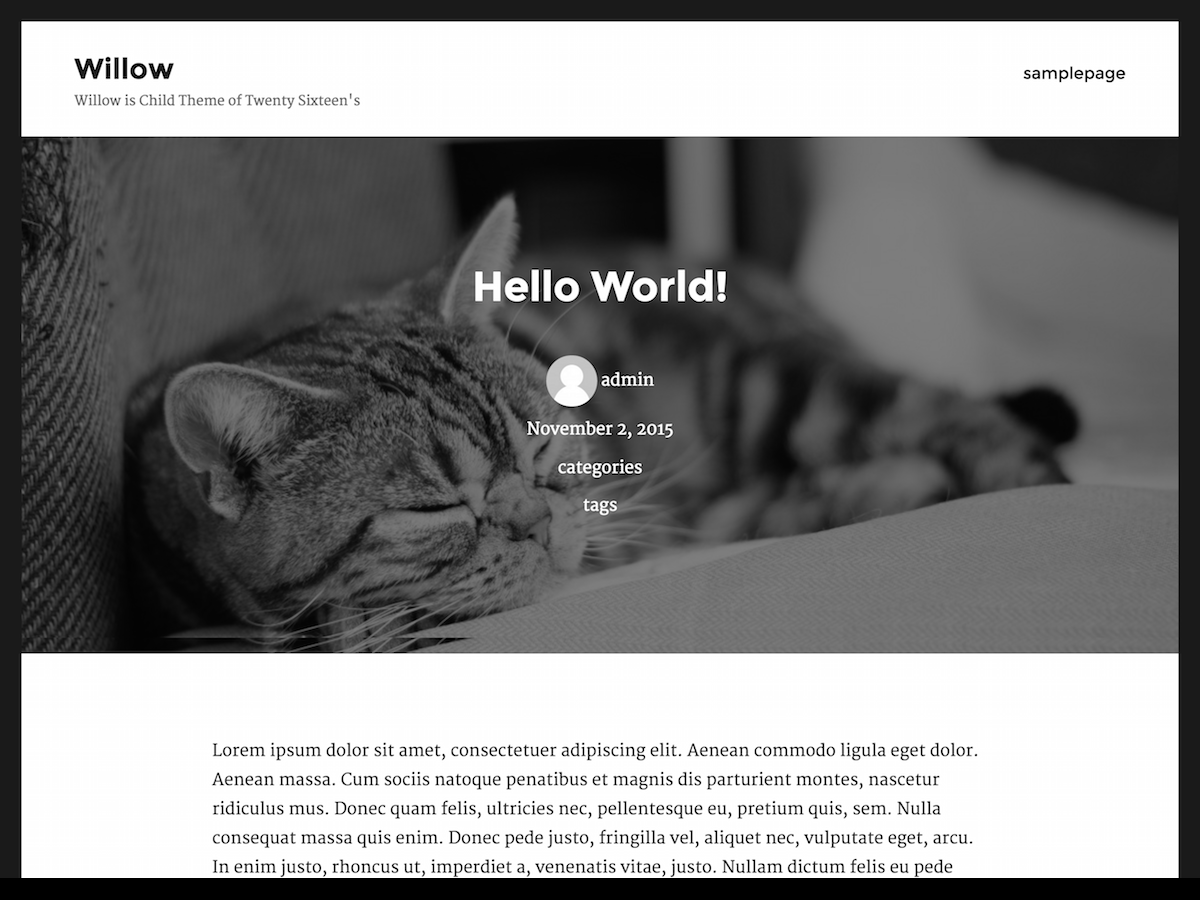 Willow
samplepage
Willow is Child Theme of Twenty Sixteen's
Hello World!
admin
November 2, 2015
categories
tags
Lorem ipsum dolor sit amet, consectetuer adipiscing elit. Aenean commodo ligula eget dolor.
Aenean massa. Cum sociis natoque penatibus et magnis dis parturient montes, nascetur
ridiculus mus. Donec quam felis, ultricies nec, pellentesque eu, pretium quis, sem. Nulla
consequat massa quis enim. Donec pede justo, fringilla vel, aliquet nec, vulputate eget, arcu.
In enim justo, rhoncus ut, imperdiet a, venenatis vitae, justo. Nullam dictum felis eu pede